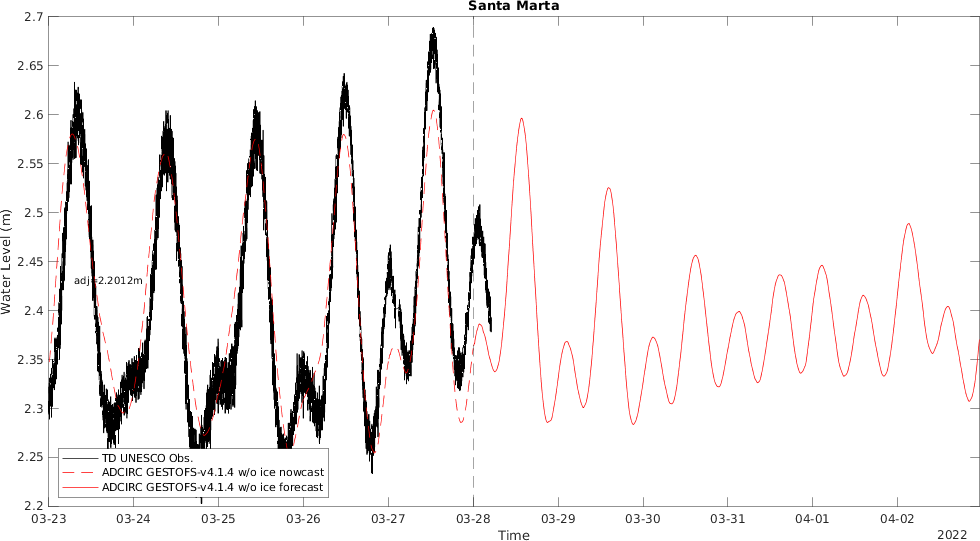 Santa Marta
2.7
2.65
2.6
2.55
2.5
2.45
2.4
2.35
2.3
2.25
2.2
Water Level (m)
adj=2.2012m
TD UNESCO Obs.
ADCIRC GESTOFS-v4.1.4 w/o ice nowcast
ADCIRC GESTOFS-v4.1.4 w/o ice forecast
03-23 03-24 03-25 03-26 03-27 03-28 03-29 03-30 03-31 04-01 04-02
Time
2022